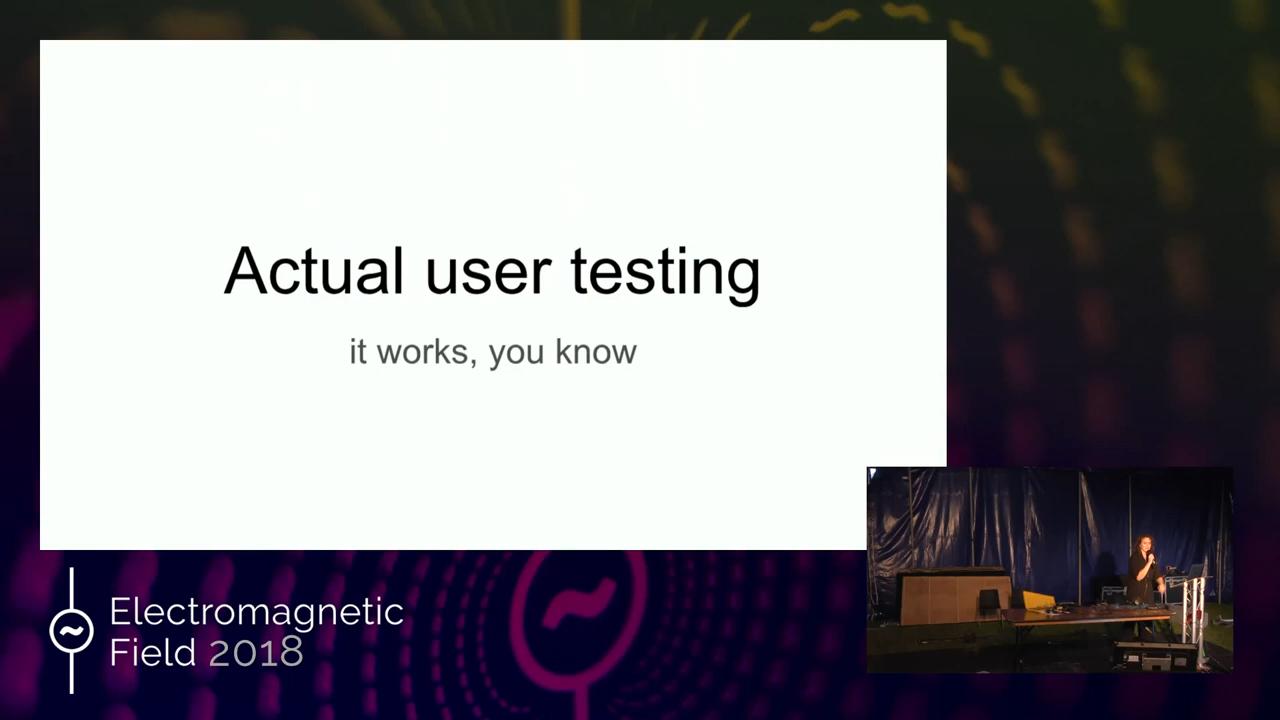 Actual user testing
it works, you know
Electromagnetic
Field 2018